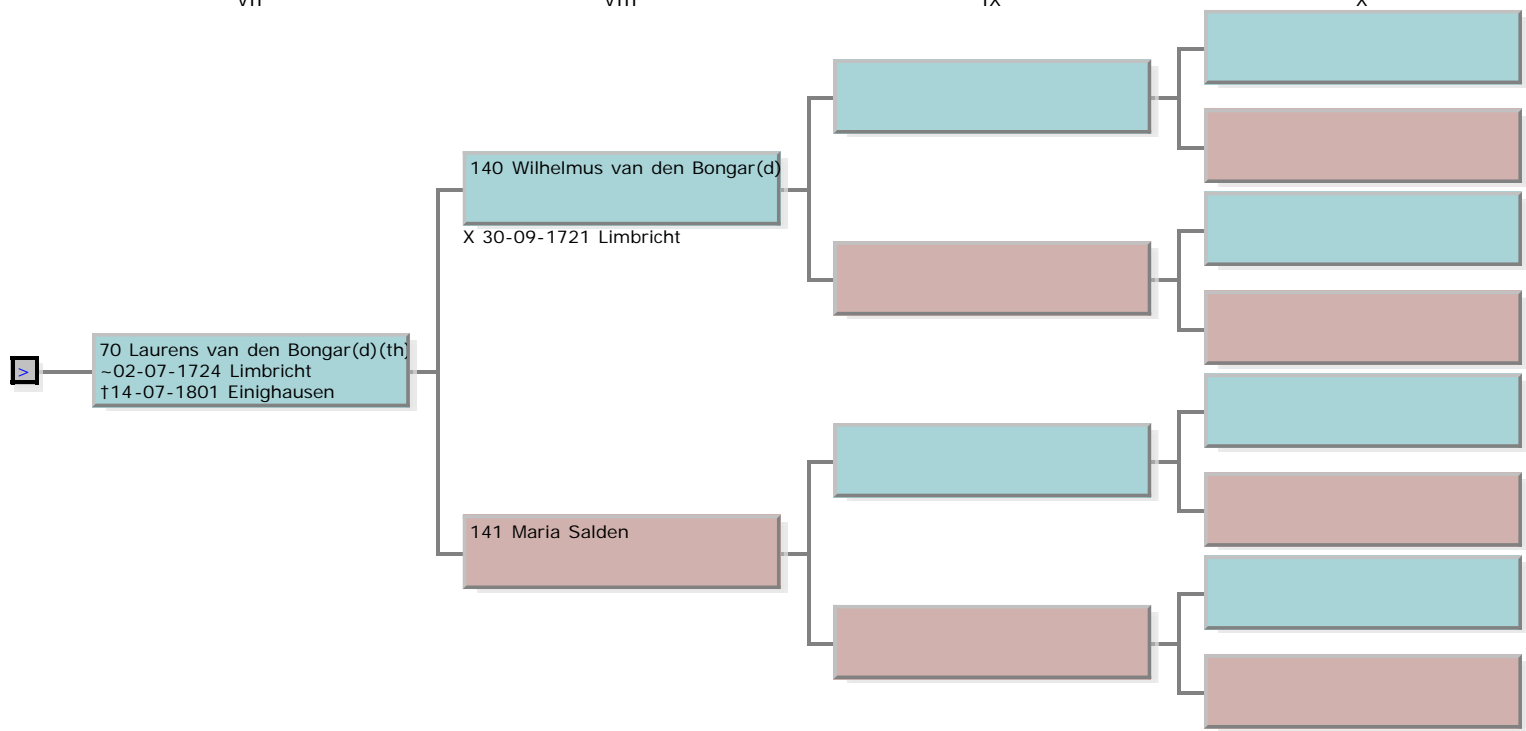 VII VIII IX X
140 Wilhelmus van den Bongar(d)
X 30-09-1721 Limbricht
70 Laurens van den Bongar(d)(th)
~02-07-1724 Limbricht
†14-07-1801 Einighausen
>
141 Maria Salden